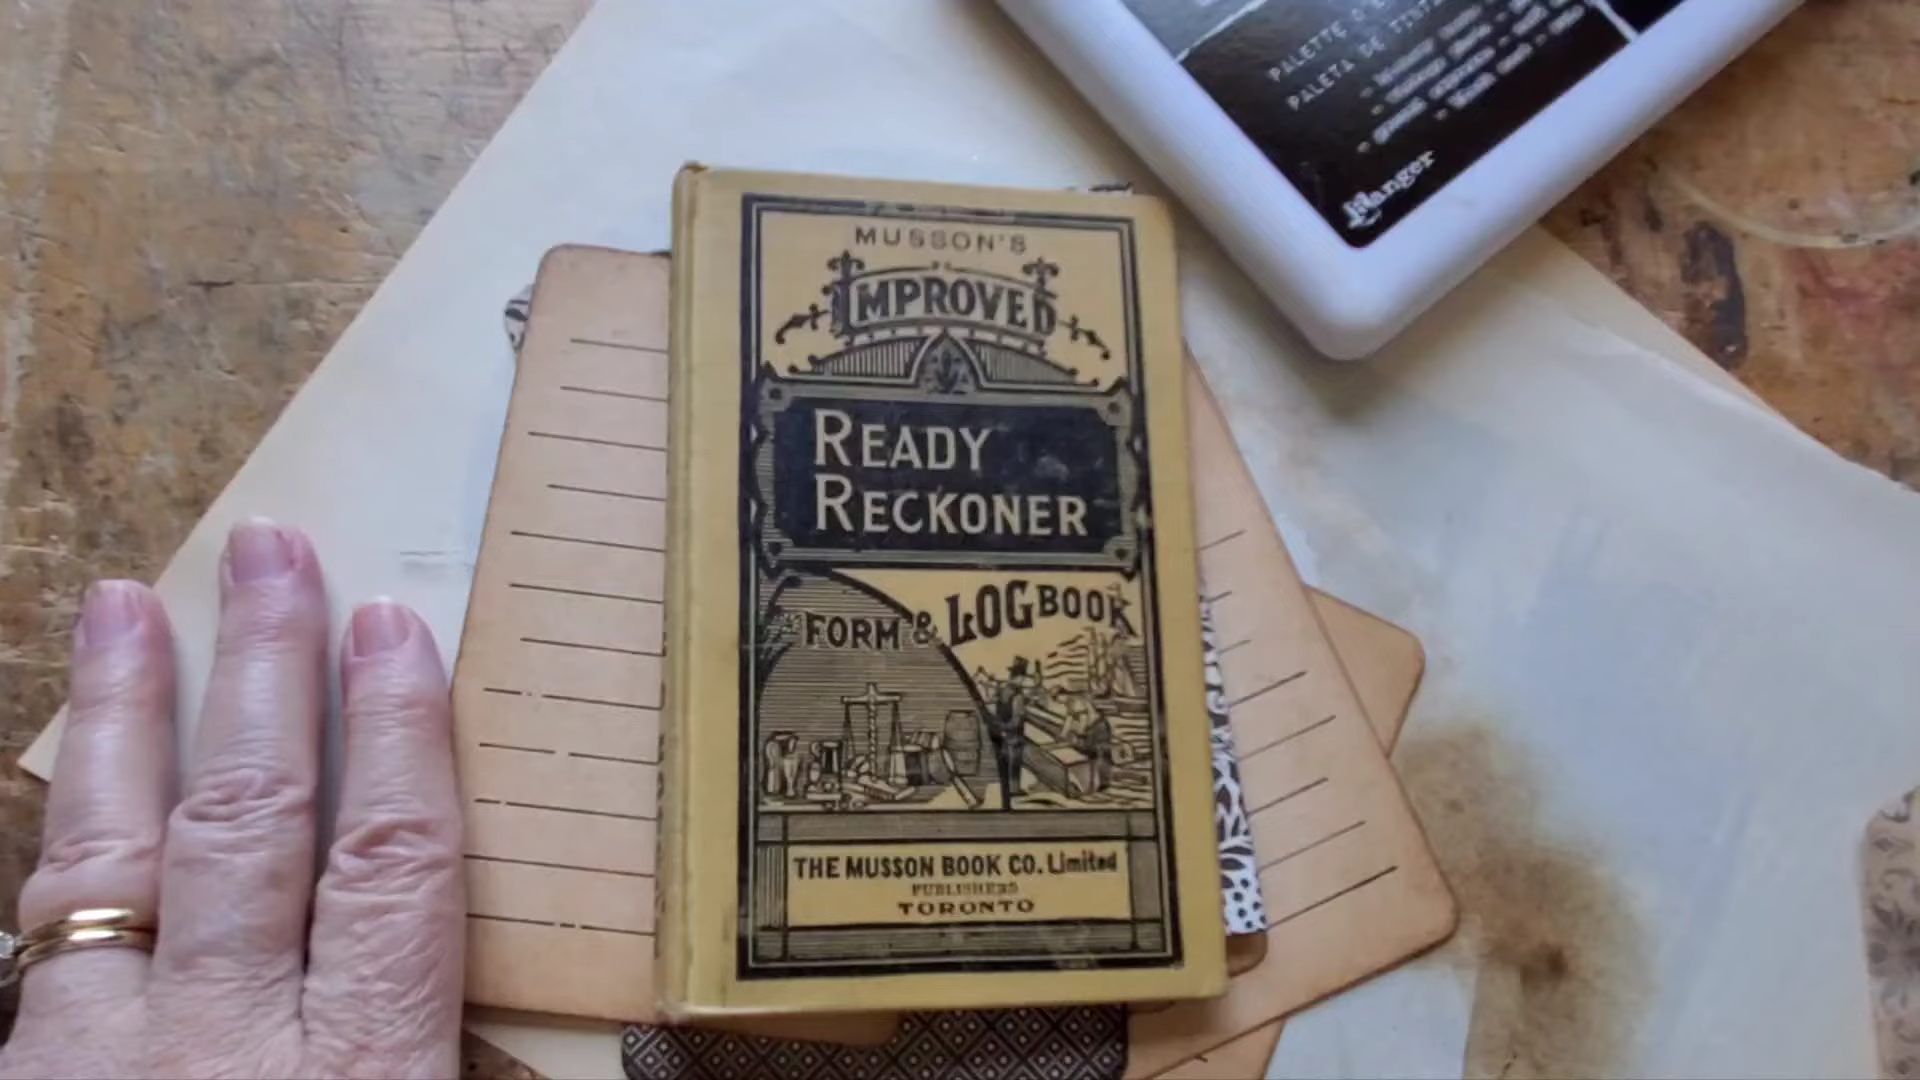 MUSSON'S
IMPROVED
READY
RECKONER
FORM & LOG BOOK
THE MUSSON BOOK CO. Limited
PUBLISHERS
TORONTO
PALETTE D'E
PALETA DE TINTA
Ranger